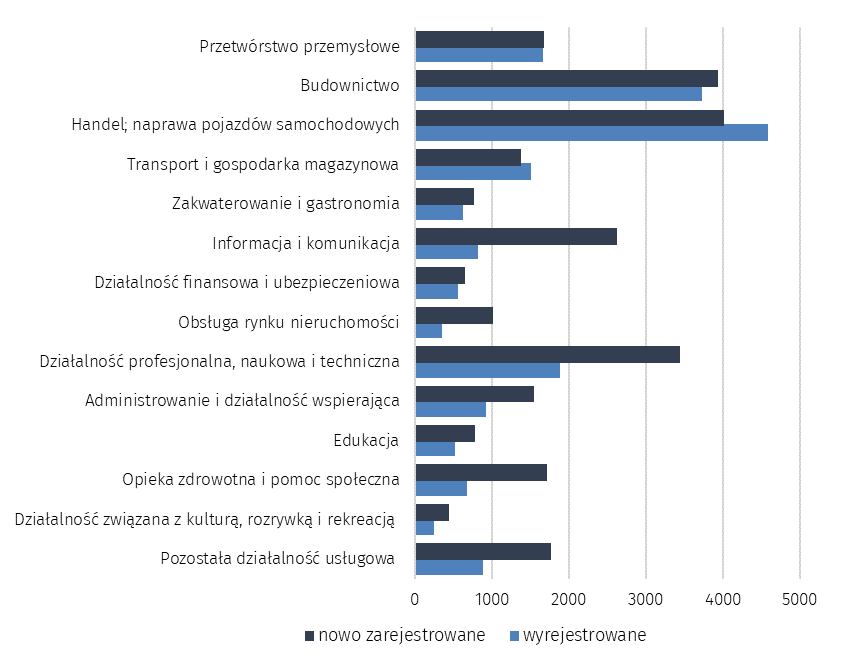 Przetwórstwo przemysłowe
Budownictwo
Handel; naprawa pojazdów samochodowych
Transport i gospodarka magazynowa
Zakwaterowanie i gastronomia
Informacja i komunikacja
Działalność finansowa i ubezpieczeniowa
Obsługa rynku nieruchomości
Działalność profesjonalna, naukowa i techniczna
Administrowanie i działalność wspierająca
Edukacja
Opieka zdrowotna i pomoc społeczna
Działalność związana z kulturą, rozrywką i rekreacją
Pozostała działalność usługowa
0 1000 2000 3000 4000 5000
nowo zarejestrowane wyrejestrowane